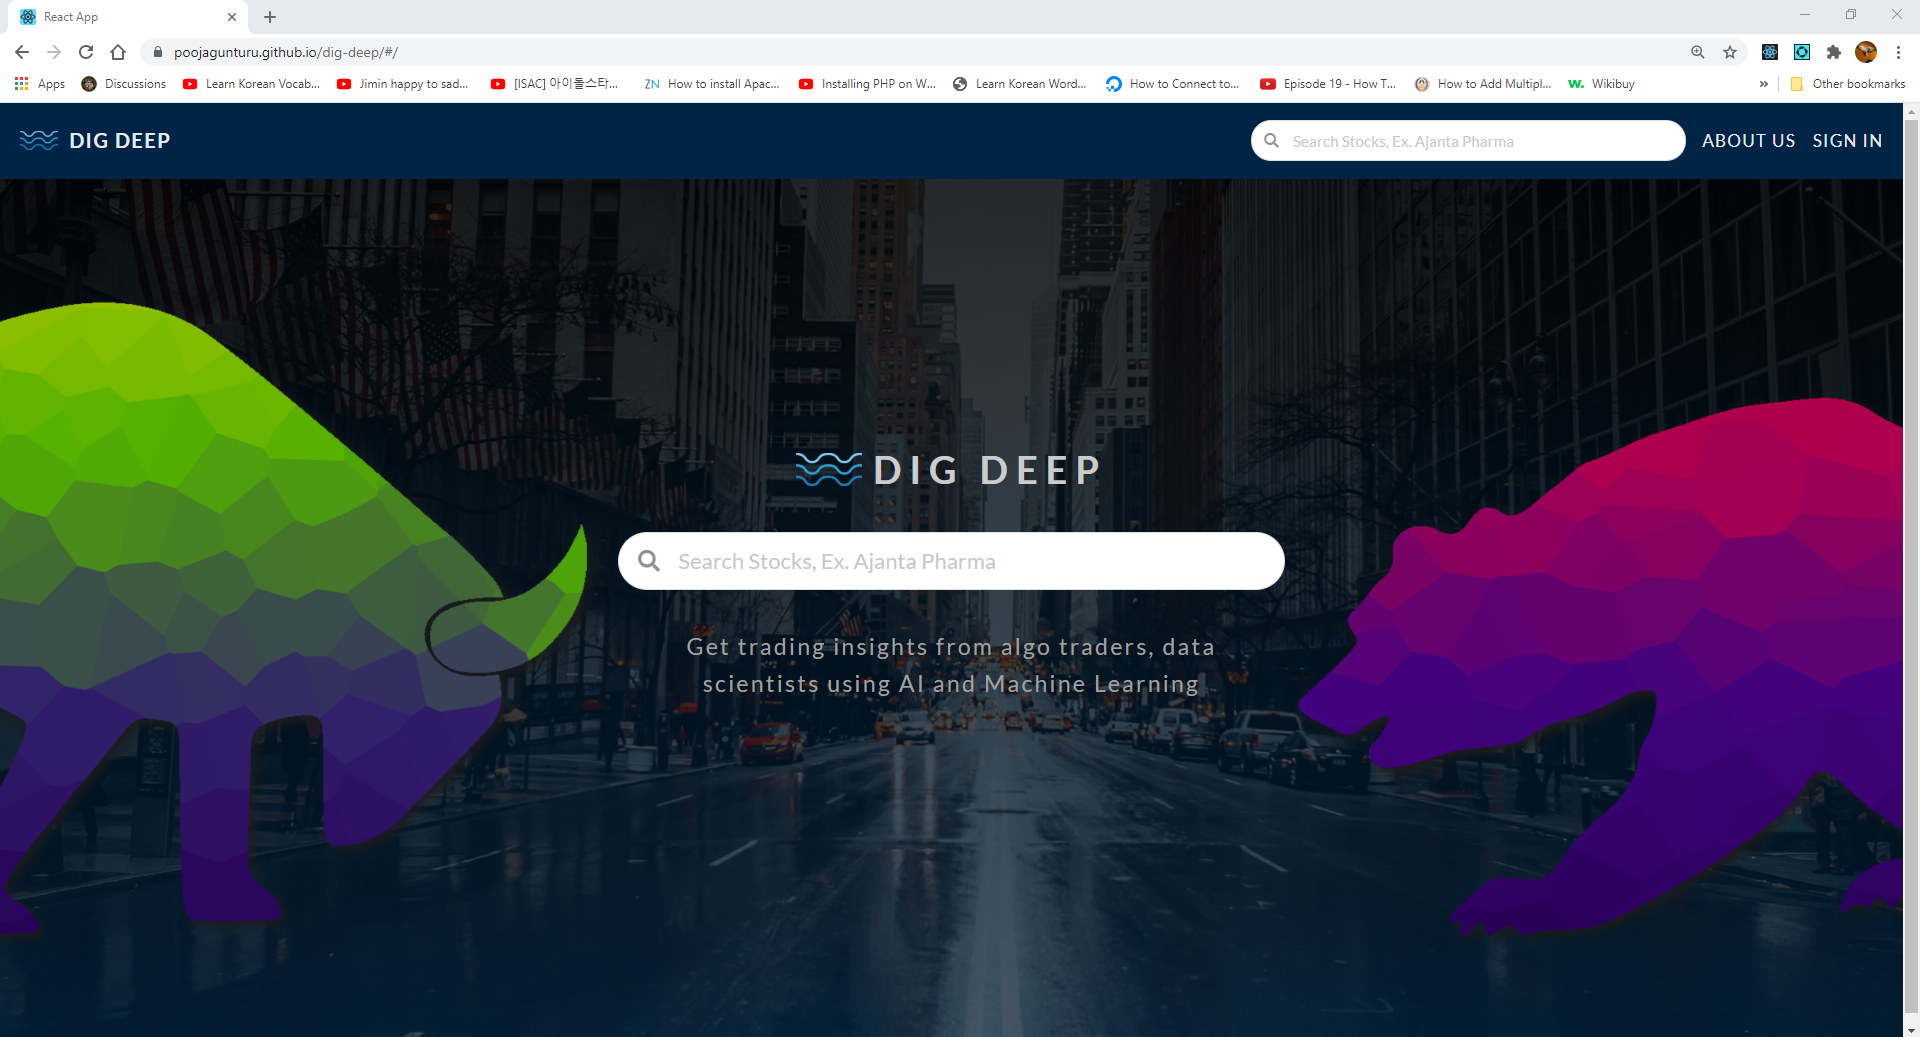 React App
poojagunturu.github.io/dig-deep/#/
Apps
Discussions
Learn Korean Vocab...
Jimin happy to sad...
[ISAC] 아이돌스타...
ZN How to install Apac...
Installing PHP on W...
Learn Korean Word...
How to Connect to...
Episode 19 - How T...
How to Add Multipl...
w. Wikibuy
»
Other bookmarks
DIG DEEP
Search Stocks, Ex. Ajanta Pharma
ABOUT US
SIGN IN
DIG DEEP
Search Stocks, Ex. Ajanta Pharma
Get trading insights from algo traders, data
scientists using AI and Machine Learning